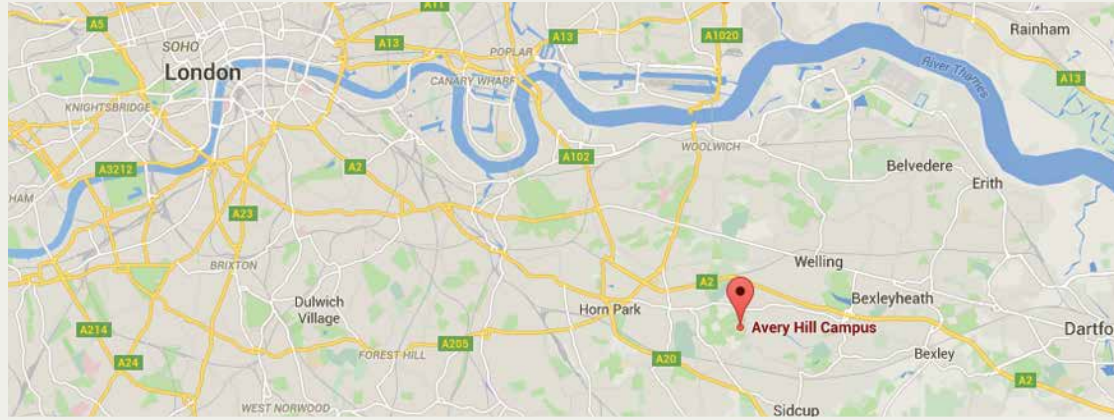 A5
A11
A13
A13
A1020
Rainham
SOHO
POPLAR
London
CANARY WHARF
River Thames
A13
KNIGHTSBRIDGE
WOOLWICH
A102
A3212
A2
Belvedere
Erith
HAM
A23
BRIXTON
Welling
A2
Dulwich
Village
Horn Park
Bexleyheath
A214
Avery Hill Campus
Dartfo
A205
FOREST HILL
A24
A20
Bexley
A2
WEST NORWOOD
Sidcup